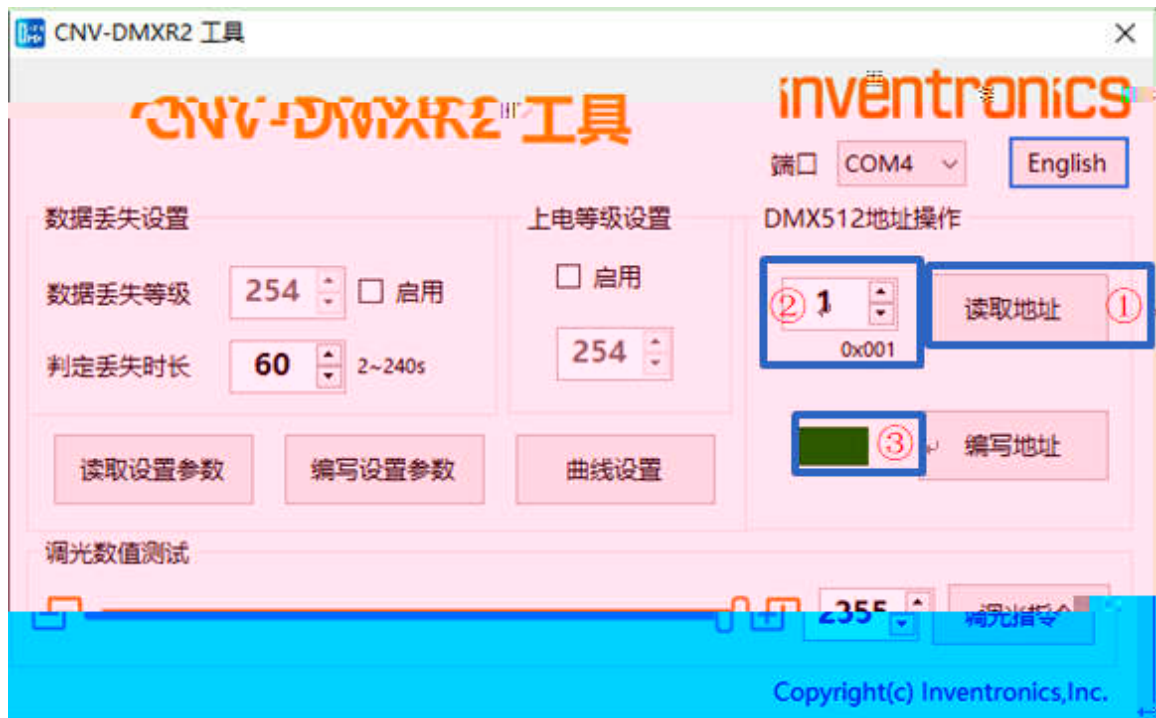 CNV-DMXR2 工具
inventronics
CNV-DMXR2 工具
端口 COM4 English
数据丢失设置
数据丢失等级 254 启用
判定丢失时长 60 2~240s
上电等级设置
启用
254
DMX512地址操作
② 1 读取地址 ①
0x001
③ 编写地址
读取设置参数 编写设置参数 曲线设置
调光数值测试
255 调光指令
Copyright(c) Inventronics,Inc.